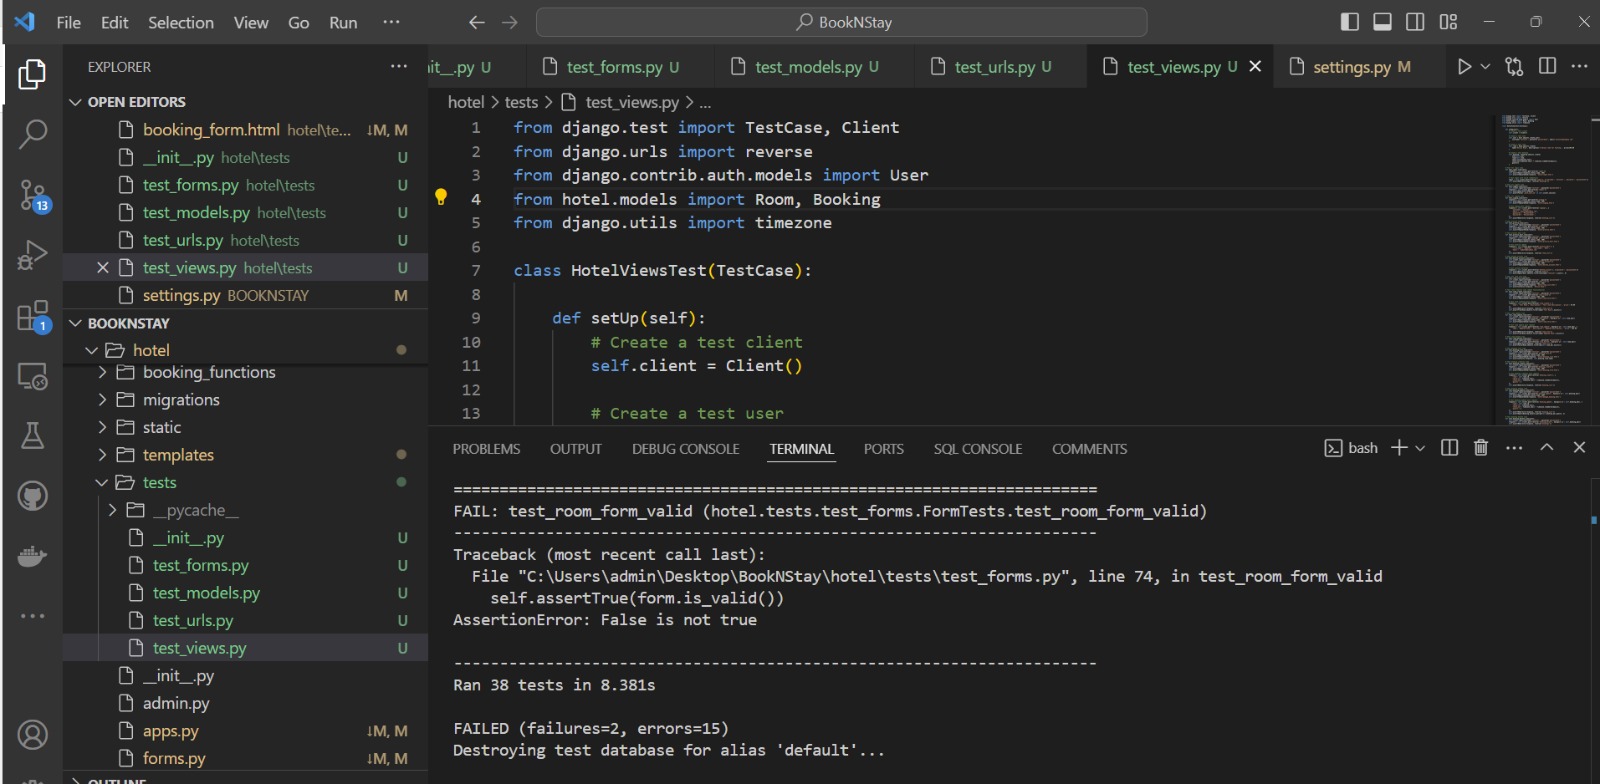 File Edit Selection View Go Run ···
BookNStay
EXPLORER
OPEN EDITORS
booking_form.html hotel\te... ↓M, M
__init__.py hotel\tests U
test_forms.py hotel\tests U
test_models.py hotel\tests U
test_urls.py hotel\tests U
test_views.py hotel\tests U
settings.py BOOKNSTAY M
BOOKNSTAY
hotel
booking_functions
migrations
static
templates
tests
__pycache__
__init__.py U
test_forms.py U
test_models.py U
test_urls.py U
test_views.py U
__init__.py
admin.py
apps.py ↓M, M
forms.py ↓M, M
OUTLINE
13
1
it__.py U
test_forms.py U
test_models.py U
test_urls.py U
test_views.py U
settings.py M
hotel > tests > test_views.py > ...
1 from django.test import TestCase, Client
2 from django.urls import reverse
3 from django.contrib.auth.models import User
4 from hotel.models import Room, Booking
5 from django.utils import timezone
6
7 class HotelViewsTest(TestCase):
8
9 def setUp(self):
10 # Create a test client
11 self.client = Client()
12
13 # Create a test user
PROBLEMS OUTPUT DEBUG CONSOLE TERMINAL PORTS SQL CONSOLE COMMENTS
bash
======================================================================
FAIL: test_room_form_valid (hotel.tests.test_forms.FormTests.test_room_form_valid)
----------------------------------------------------------------------
Traceback (most recent call last):
File "C:\Users\admin\Desktop\BookNStay\hotel\tests\test_forms.py", line 74, in test_room_form_valid
self.assertTrue(form.is_valid())
AssertionError: False is not true
----------------------------------------------------------------------
Ran 38 tests in 8.381s
FAILED (failures=2, errors=15)
Destroying test database for alias 'default'...